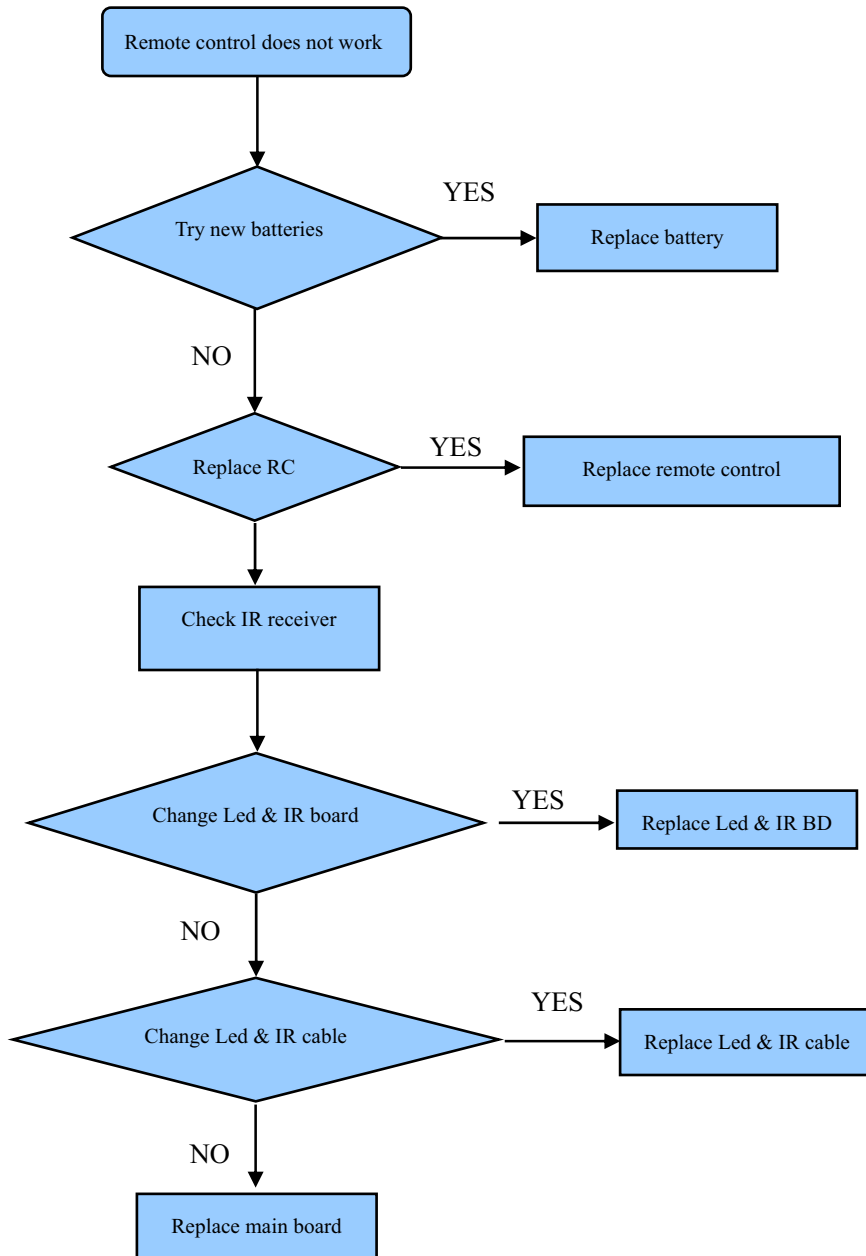 Remote control does not work
YES
Try new batteries
Replace battery
NO
YES
Replace RC
Replace remote control
Check IR receiver
YES
Change Led & IR board
Replace Led & IR BD
NO
YES
Change Led & IR cable
Replace Led & IR cable
NO
Replace main board